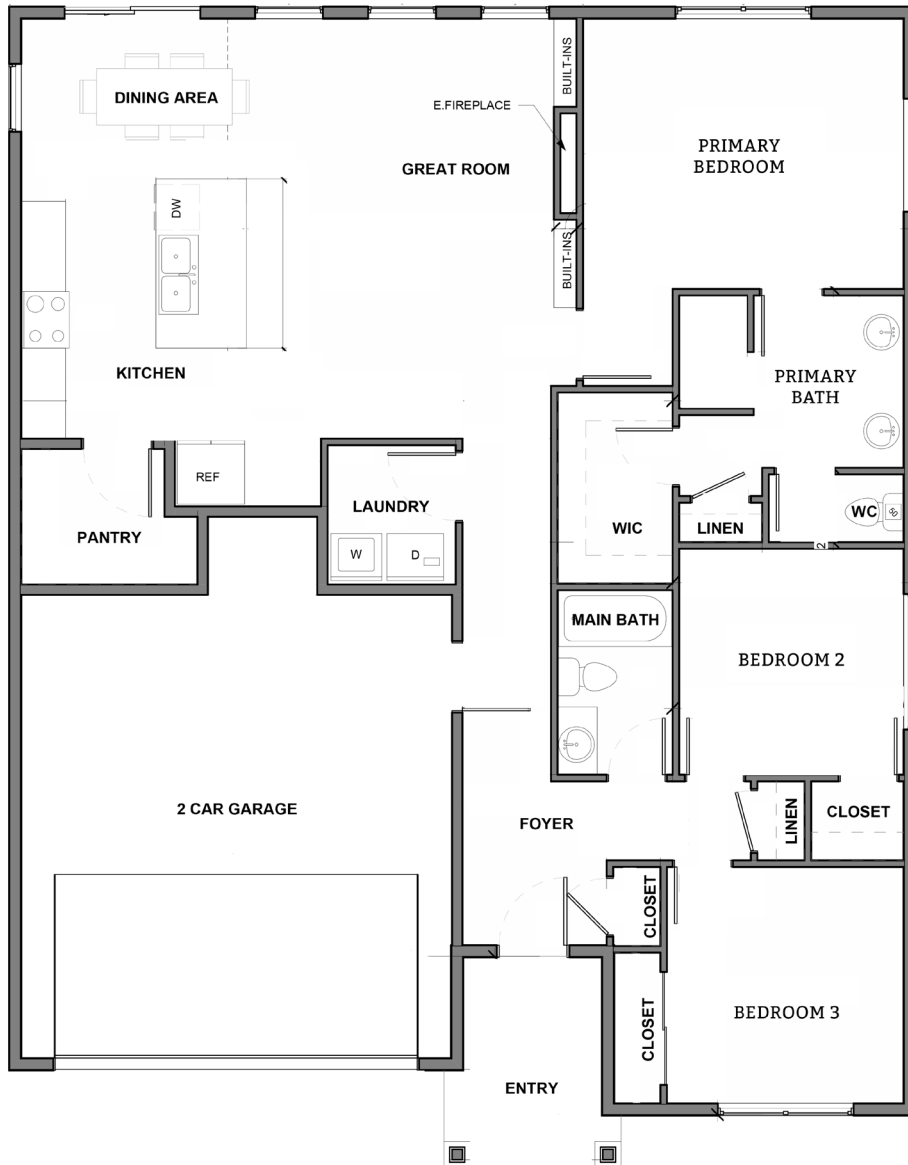 BUILT-INS
DINING AREA
E.FIREPLACE
PRIMARY
BEDROOM
GREAT ROOM
DW
BUILT-INS
KITCHEN
PRIMARY
BATH
REF
LAUNDRY
PANTRY
WIC
LINEN
WC
W
D
2
MAIN BATH
BEDROOM 2
2 CAR GARAGE
FOYER
LINEN
CLOSET
CLOSET
CLOSET
BEDROOM 3
ENTRY